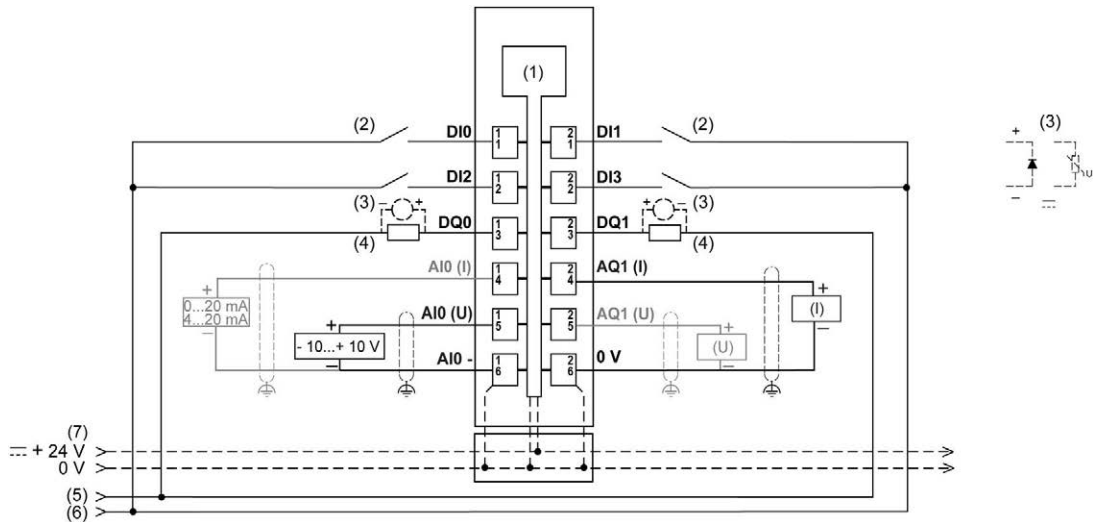 (1)
(2) DI0 1 1 2 1 DI1 (2)
DI2 1 2 2 2 DI3
(3) - + DQ0 1 3 2 3 DQ1 + - (3)
(4) (4)
AI0 (I) 1 4 2 4 AQ1 (I)
+ 0...20 mA
4...20 mA -
AI0 (U) 1 5 2 5 AQ1 (U)
+ - 10...+ 10 V -
AI0 - 1 6 2 6 0 V
+ (U) -
+ (I) -
+ (3)
U
-
(7)
+ 24 V
0 V
(5)
(6)